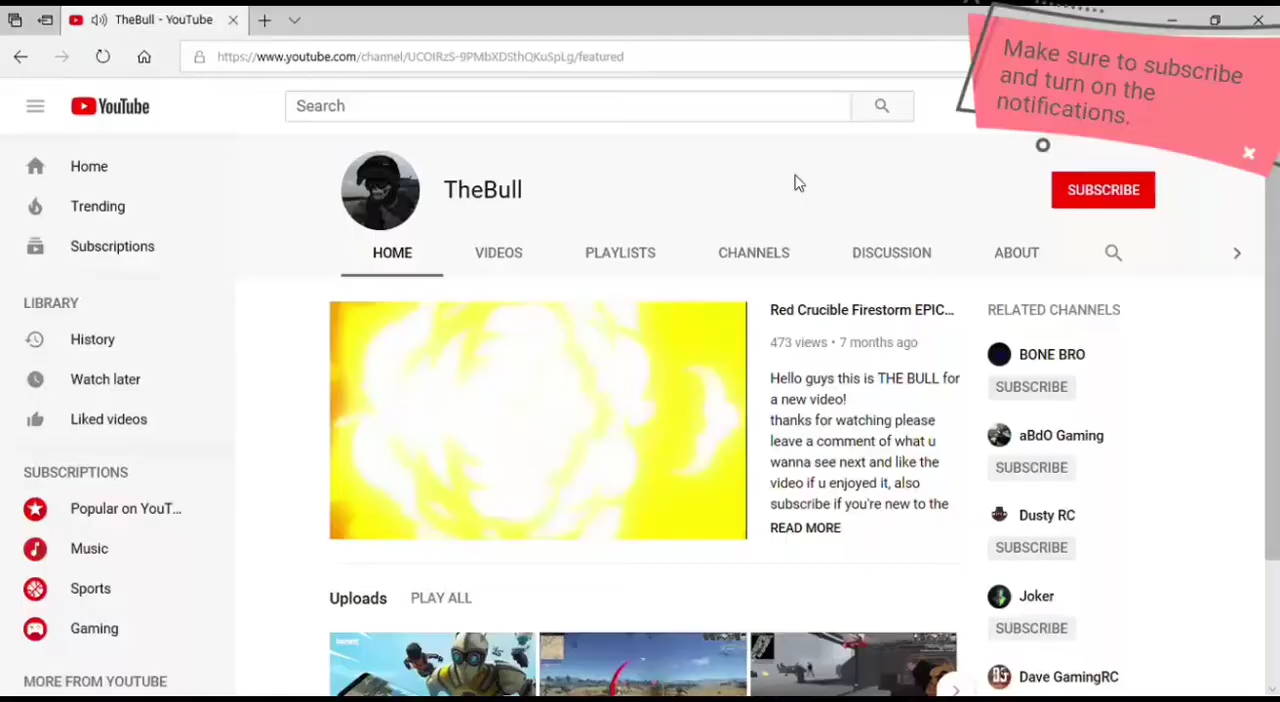 TheBull - YouTube
https://www.youtube.com/channel/UCOIRzS-9PMbXDSthQKuSpLg/featured
Make sure to subscribe
and turn on the
notifications.
YouTube
Search
Home
Trending
Subscriptions
LIBRARY
History
Watch later
Liked videos
SUBSCRIPTIONS
Popular on YouT...
Music
Sports
Gaming
MORE FROM YOUTUBE
TheBull
SUBSCRIBE
HOME VIDEOS PLAYLISTS CHANNELS DISCUSSION ABOUT
Red Crucible Firestorm EPIC...
473 views • 7 months ago
Hello guys this is THE BULL for
a new video!
thanks for watching please
leave a comment of what u
wanna see next and like the
video if u enjoyed it, also
subscribe if you're new to the
READ MORE
Uploads PLAY ALL
RELATED CHANNELS
BONE BRO
SUBSCRIBE
aBdO Gaming
SUBSCRIBE
Dusty RC
SUBSCRIBE
Joker
SUBSCRIBE
Dave GamingRC